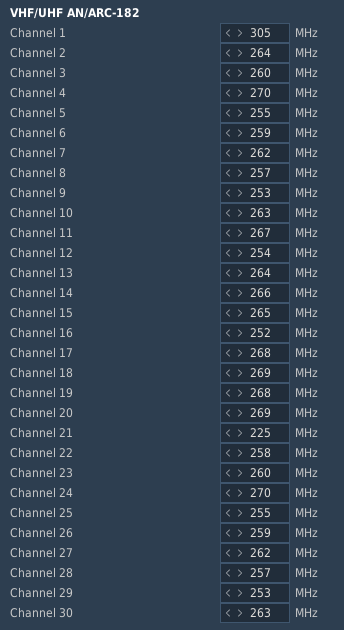 VHF/UHF AN/ARC-182
Channel 1 < > 305 MHz
Channel 2 < > 264 MHz
Channel 3 < > 260 MHz
Channel 4 < > 270 MHz
Channel 5 < > 255 MHz
Channel 6 < > 259 MHz
Channel 7 < > 262 MHz
Channel 8 < > 257 MHz
Channel 9 < > 253 MHz
Channel 10 < > 263 MHz
Channel 11 < > 267 MHz
Channel 12 < > 254 MHz
Channel 13 < > 264 MHz
Channel 14 < > 266 MHz
Channel 15 < > 265 MHz
Channel 16 < > 252 MHz
Channel 17 < > 268 MHz
Channel 18 < > 269 MHz
Channel 19 < > 268 MHz
Channel 20 < > 269 MHz
Channel 21 < > 225 MHz
Channel 22 < > 258 MHz
Channel 23 < > 260 MHz
Channel 24 < > 270 MHz
Channel 25 < > 255 MHz
Channel 26 < > 259 MHz
Channel 27 < > 262 MHz
Channel 28 < > 257 MHz
Channel 29 < > 253 MHz
Channel 30 < > 263 MHz